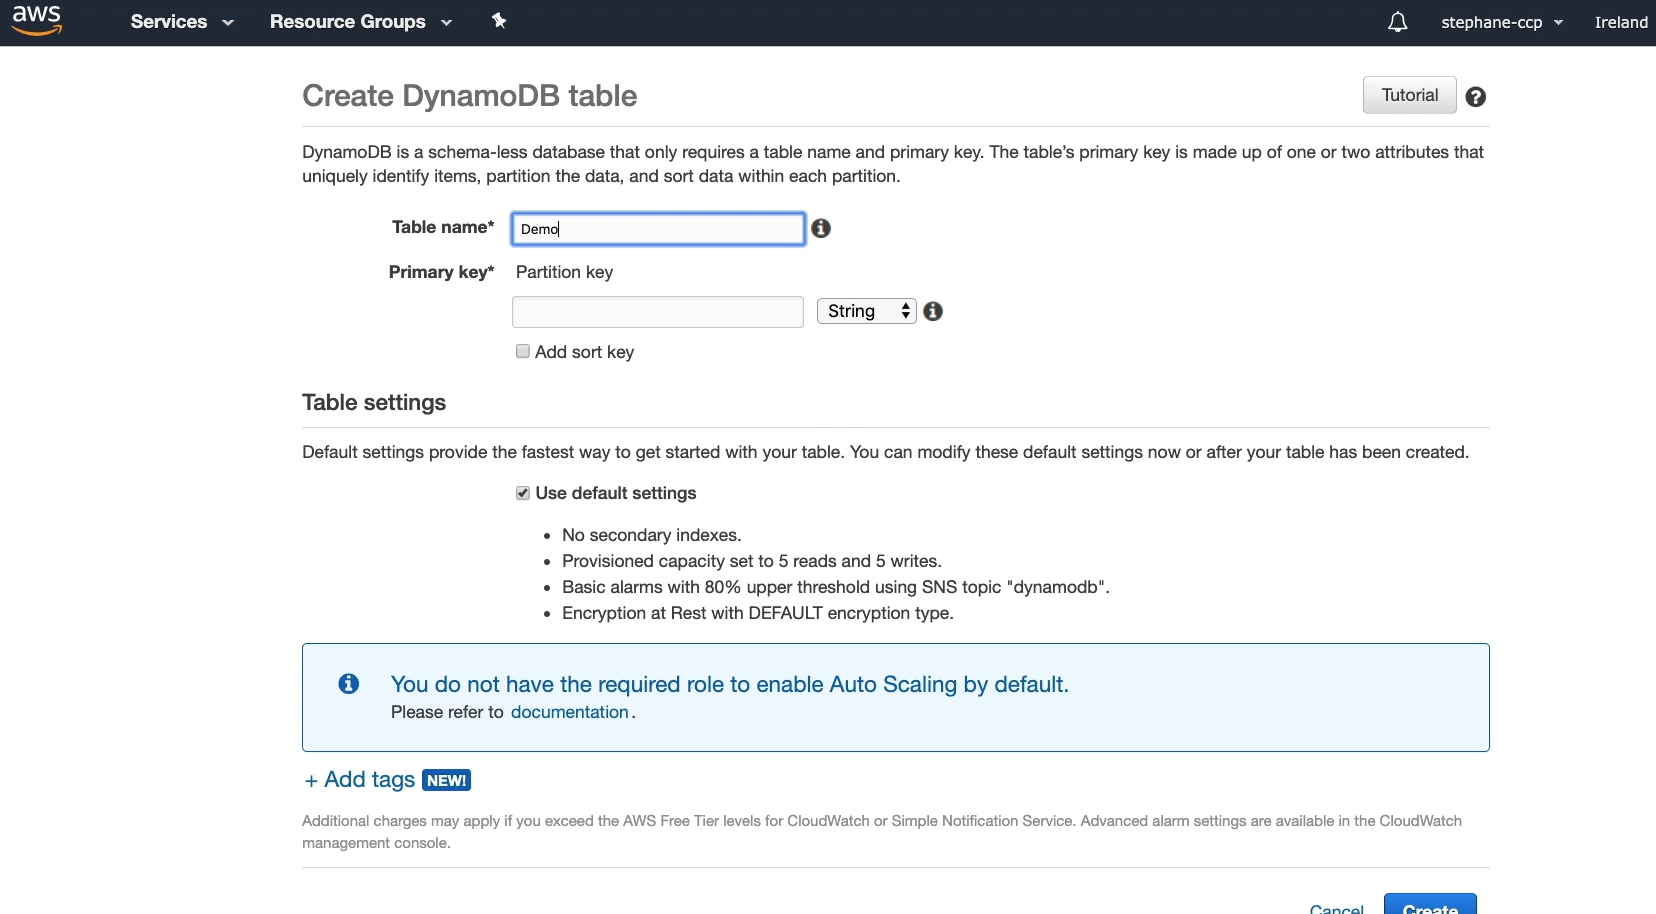 aws Services Resource Groups stephane-ccp Ireland
Create DynamoDB table Tutorial
DynamoDB is a schema-less database that only requires a table name and primary key. The table's primary key is made up of one or two attributes that
uniquely identify items, partition the data, and sort data within each partition.
Table name* Demo
Primary key* Partition key
String
Add sort key
Table settings
Default settings provide the fastest way to get started with your table. You can modify these default settings now or after your table has been created.
Use default settings
• No secondary indexes.
• Provisioned capacity set to 5 reads and 5 writes.
• Basic alarms with 80% upper threshold using SNS topic "dynamodb".
• Encryption at Rest with DEFAULT encryption type.
You do not have the required role to enable Auto Scaling by default.
Please refer to documentation.
+ Add tags NEW!
Additional charges may apply if you exceed the AWS Free Tier levels for CloudWatch or Simple Notification Service. Advanced alarm settings are available in the CloudWatch
management console.
Cancel Create